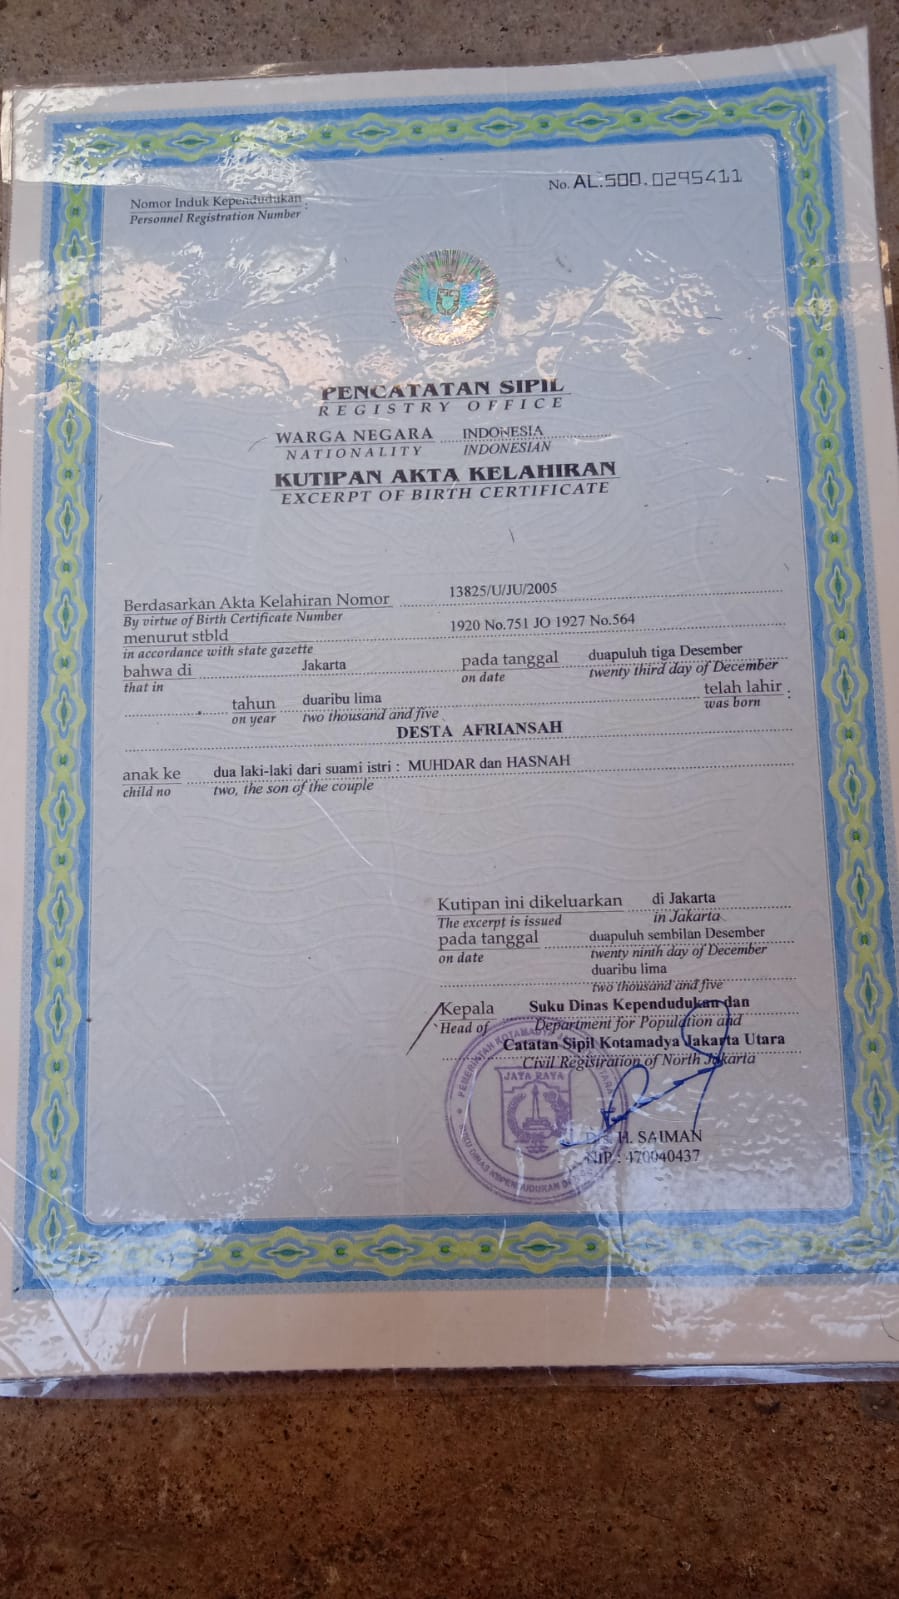 No. AL.500.0295411
Nomor Induk Kependudukan :
Personnel Registration Number
PENCATATAN SIPIL
REGISTRY OFFICE
WARGA NEGARA INDONESIA
NATIONALITY INDONESIAN
KUTIPAN AKTA KELAHIRAN
EXCERPT OF BIRTH CERTIFICATE
Berdasarkan Akta Kelahiran Nomor 13825/U/JU/2005
By virtue of Birth Certificate Number
menurut stbld 1920 No.751 JO 1927 No.564
in accordance with state gazette
bahwa di Jakarta pada tanggal duapuluh tiga Desember
that in on date twenty third day of December
tahun duaribu lima telah lahir :
on year two thousand and five was born
DESTA AFRIANSAH
anak ke dua laki-laki dari suami istri : MUHDAR dan HASNAH
child no two, the son of the couple
Kutipan ini dikeluarkan di Jakarta
The excerpt is issued in Jakarta
pada tanggal duapuluh sembilan Desember
on date twenty ninth day of December
duaribu lima
two thousand and five
Kepala Suku Dinas Kependudukan dan
Head of Department for Population and
Catatan Sipil Kotamadya Jakarta Utara
Civil Registration of North Jakarta
PEMERINTAH KOTAMADYA
JAYA RAYA
SUKU DINAS KEPENDUDUKAN
Drs. H. SAIMAN
NIP : 470040437